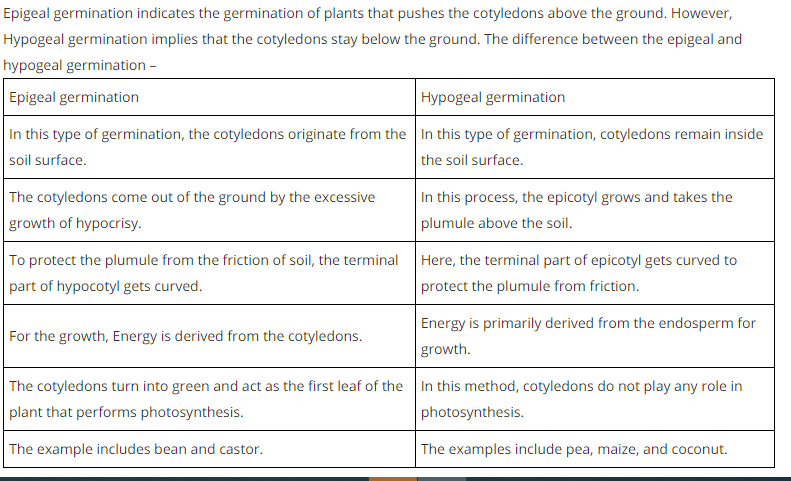 Epigeal germination indicates the germination of plants that pushes the cotyledons above the ground. However,
Hypogeal germination implies that the cotyledons stay below the ground. The difference between the epigeal and
hypogeal germination –
Epigeal germination
Hypogeal germination
In this type of germination, the cotyledons originate from the
soil surface.
In this type of germination, cotyledons remain inside
the soil surface.
The cotyledons come out of the ground by the excessive
growth of hypocrisy.
In this process, the epicotyl grows and takes the
plumule above the soil.
To protect the plumule from the friction of soil, the terminal
part of hypocotyl gets curved.
Here, the terminal part of epicotyl gets curved to
protect the plumule from friction.
For the growth, Energy is derived from the cotyledons.
Energy is primarily derived from the endosperm for
growth.
The cotyledons turn into green and act as the first leaf of the
plant that performs photosynthesis.
In this method, cotyledons do not play any role in
photosynthesis.
The example includes bean and castor.
The examples include pea, maize, and coconut.